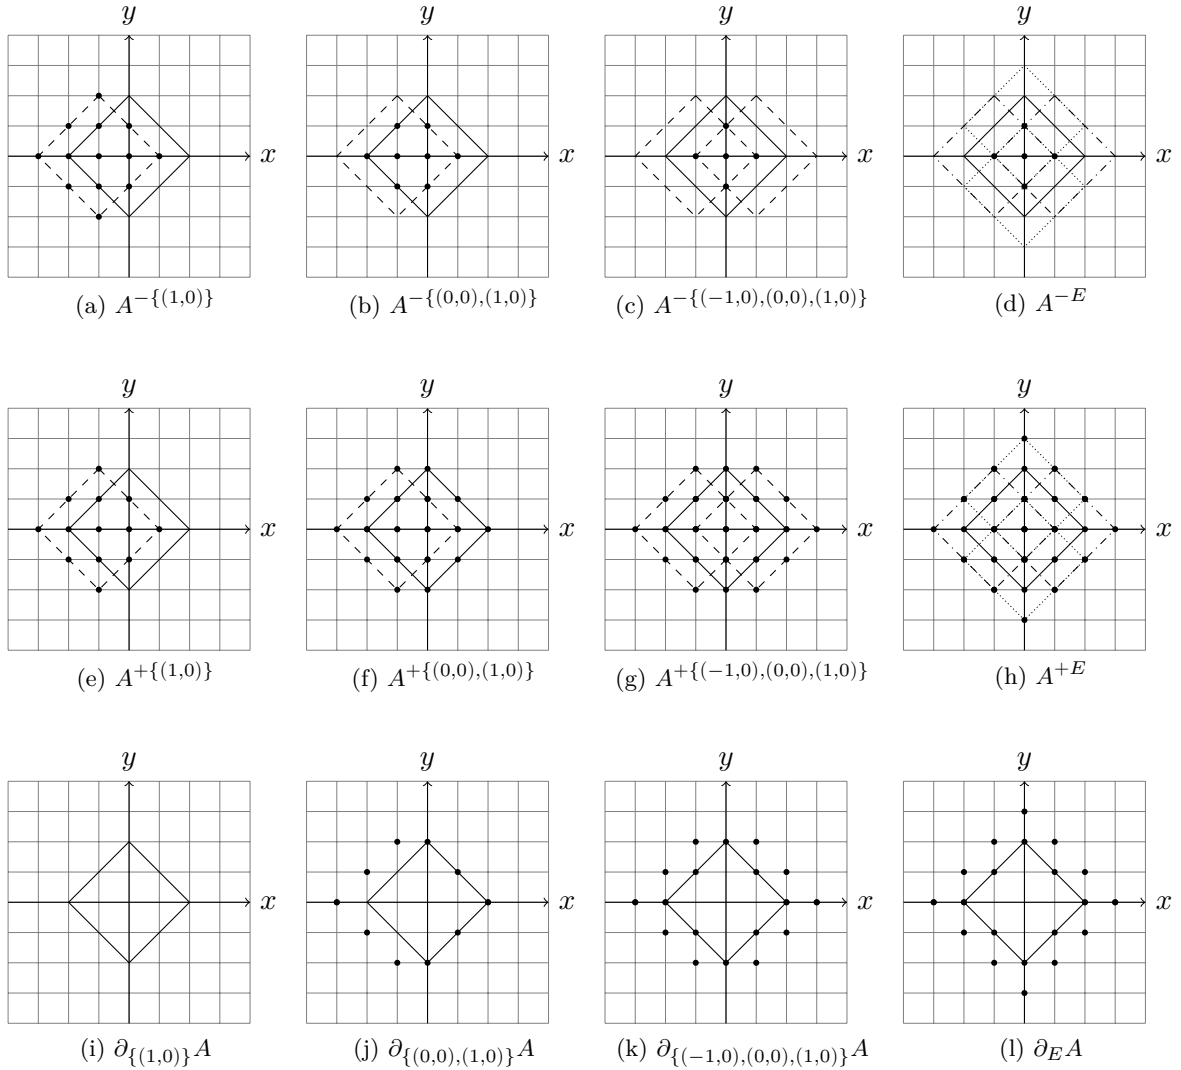 y y y y
x x x x
(a) $A^{-\{(1,0)\}}$ (b) $A^{-\{(0,0),(1,0)\}}$ (c) $A^{-\{(-1,0),(0,0),(1,0)\}}$ (d) $A^{-E}$
y y y y
x x x x
(e) $A^{+\{(1,0)\}}$ (f) $A^{+\{(0,0),(1,0)\}}$ (g) $A^{+\{(-1,0),(0,0),(1,0)\}}$ (h) $A^{+E}$
y y y y
x x x x
(i) $\partial_{\{(1,0)\}}A$ (j) $\partial_{\{(0,0),(1,0)\}}A$ (k) $\partial_{\{(-1,0),(0,0),(1,0)\}}A$ (l) $\partial_E A$